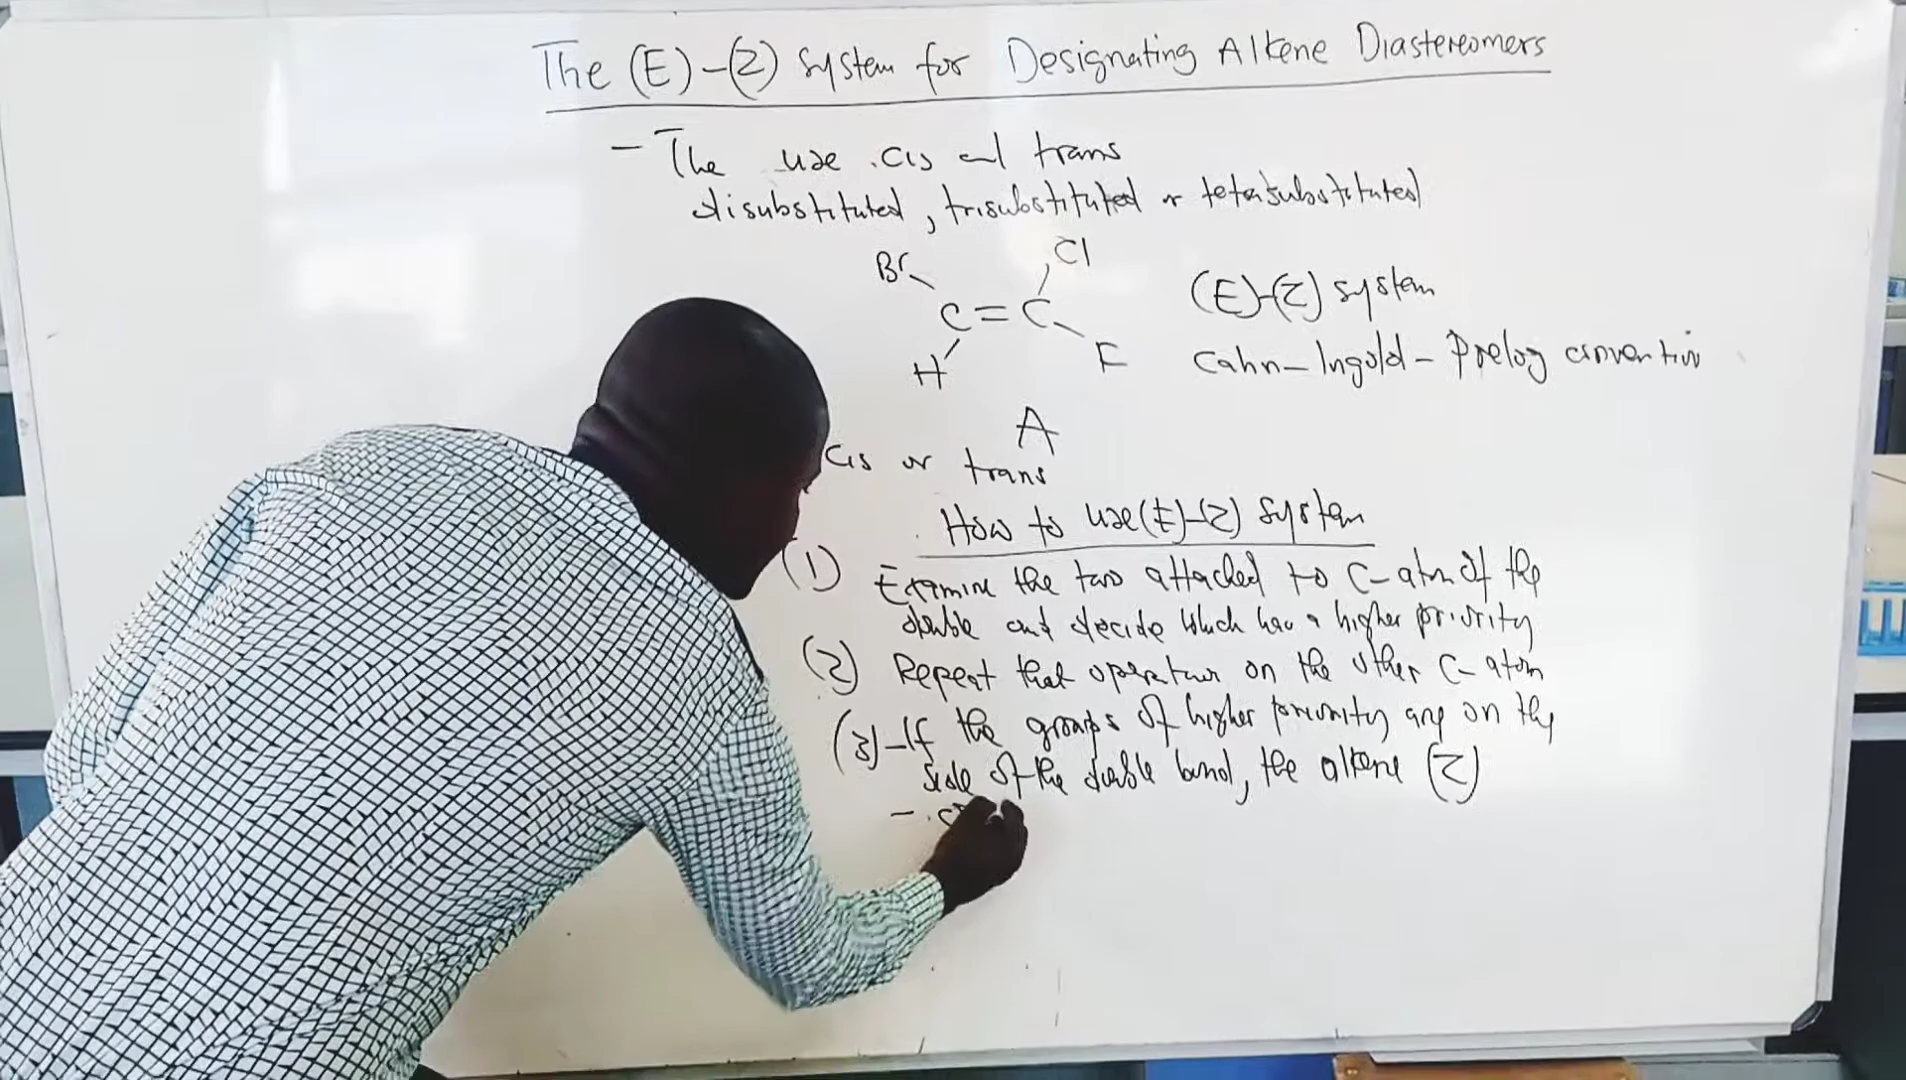 The (E)-(Z) system for Designating Alkene Diastereomers
- The use cis and trans
disubstituted, trisubstituted or tetrasubstituted
Br Cl
C=C
H F
(E)-(Z) system
Cahn-Ingold-Prelog convention
A
cis or trans
How to use (E)-(Z) system
(1) Examine the two attached to C-atom of the
double and decide which has a higher priority
(2) Repeat that operation on the other C-atom
(3)-If the groups of higher priority are on the
side of the double bond, the alkene (Z)
-